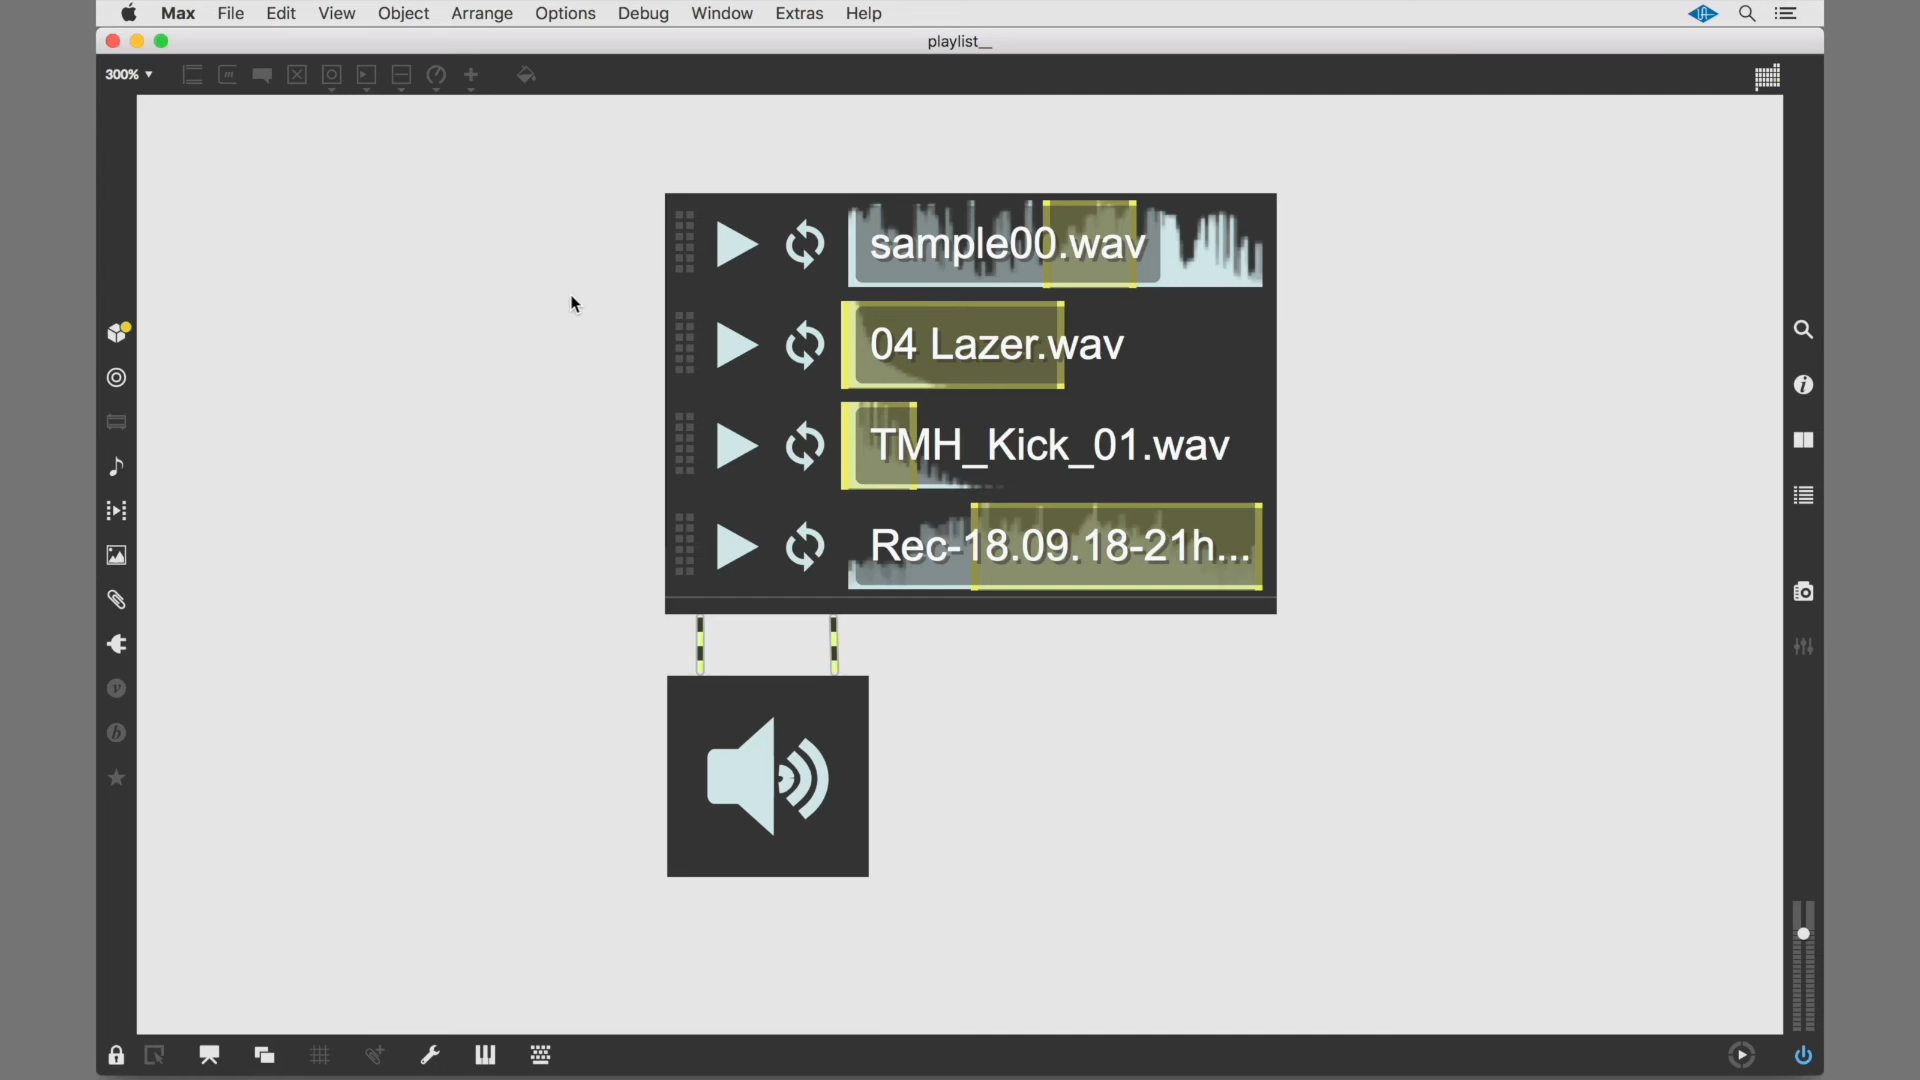 Max File Edit View Object Arrange Options Debug Window Extras Help
playlist__
300%
sample00.wav
04 Lazer.wav
TMH_Kick_01.wav
Rec-18.09.18-21h...